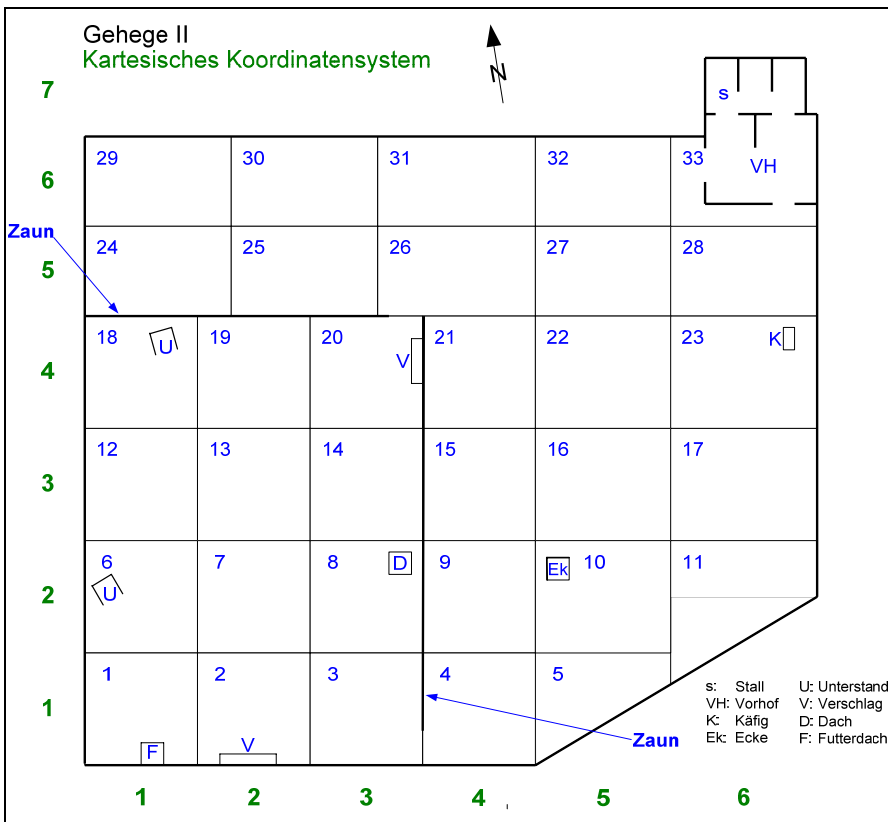 Gehege II
Kartesisches Koordinatensystem
N
7
s
29 30 31 32 33 VH
6
Zaun
24 25 26 27 28
5
18 U 19 20 V 21 22 23 K
4
12 13 14 15 16 17
3
6 U 7 8 D 9 Ek 10 11
2
1 2 3 4 5
1
F V
s: Stall U: Unterstand
VH: Vorhof V: Verschlag
K: Käfig D: Dach
Ek: Ecke F: Futterdach
Zaun
1 2 3 4 5 6